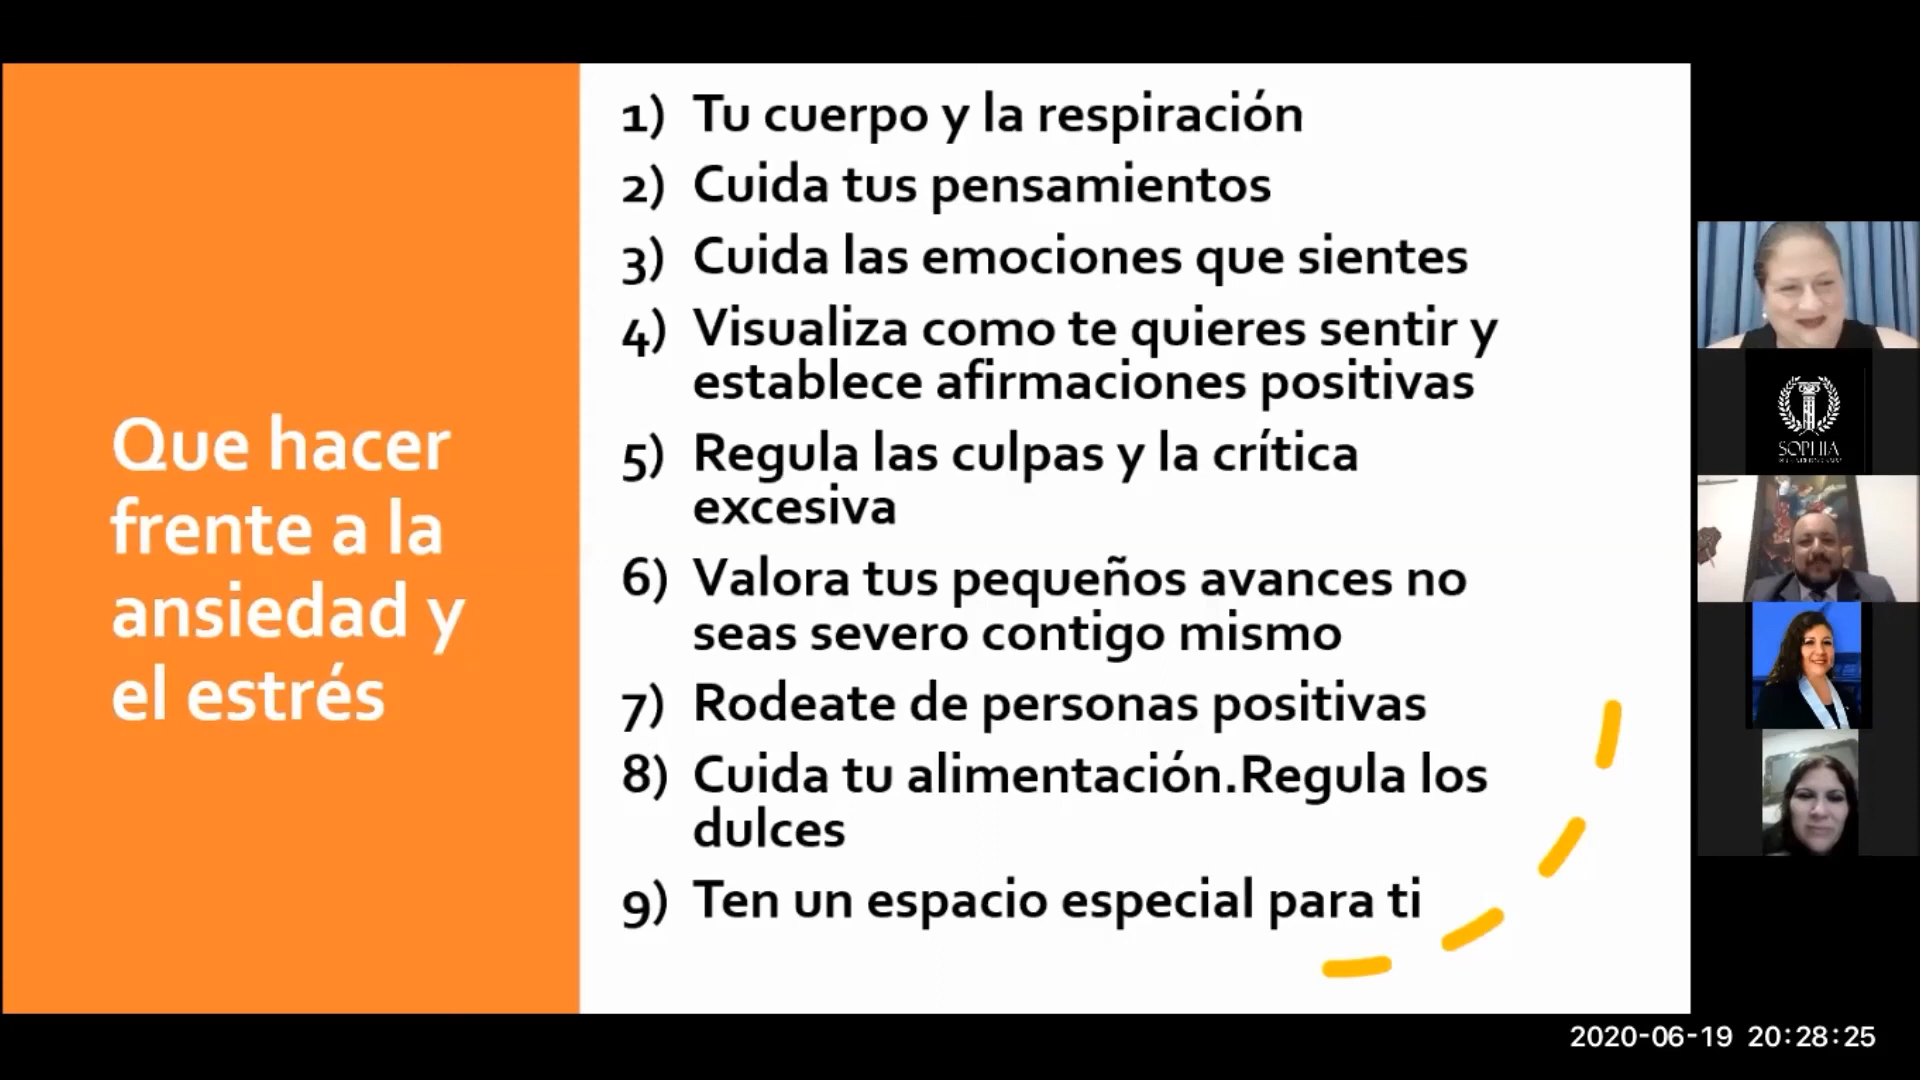 Que hacer
frente a la
ansiedad y
el estrés
1) Tu cuerpo y la respiración
2) Cuida tus pensamientos
3) Cuida las emociones que sientes
4) Visualiza como te quieres sentir y
establece afirmaciones positivas
5) Regula las culpas y la crítica
excesiva
6) Valora tus pequeños avances no
seas severo contigo mismo
7) Rodeate de personas positivas
8) Cuida tu alimentación.Regula los
dulces
9) Ten un espacio especial para ti
SOPHIA
2020-06-19 20:28:25